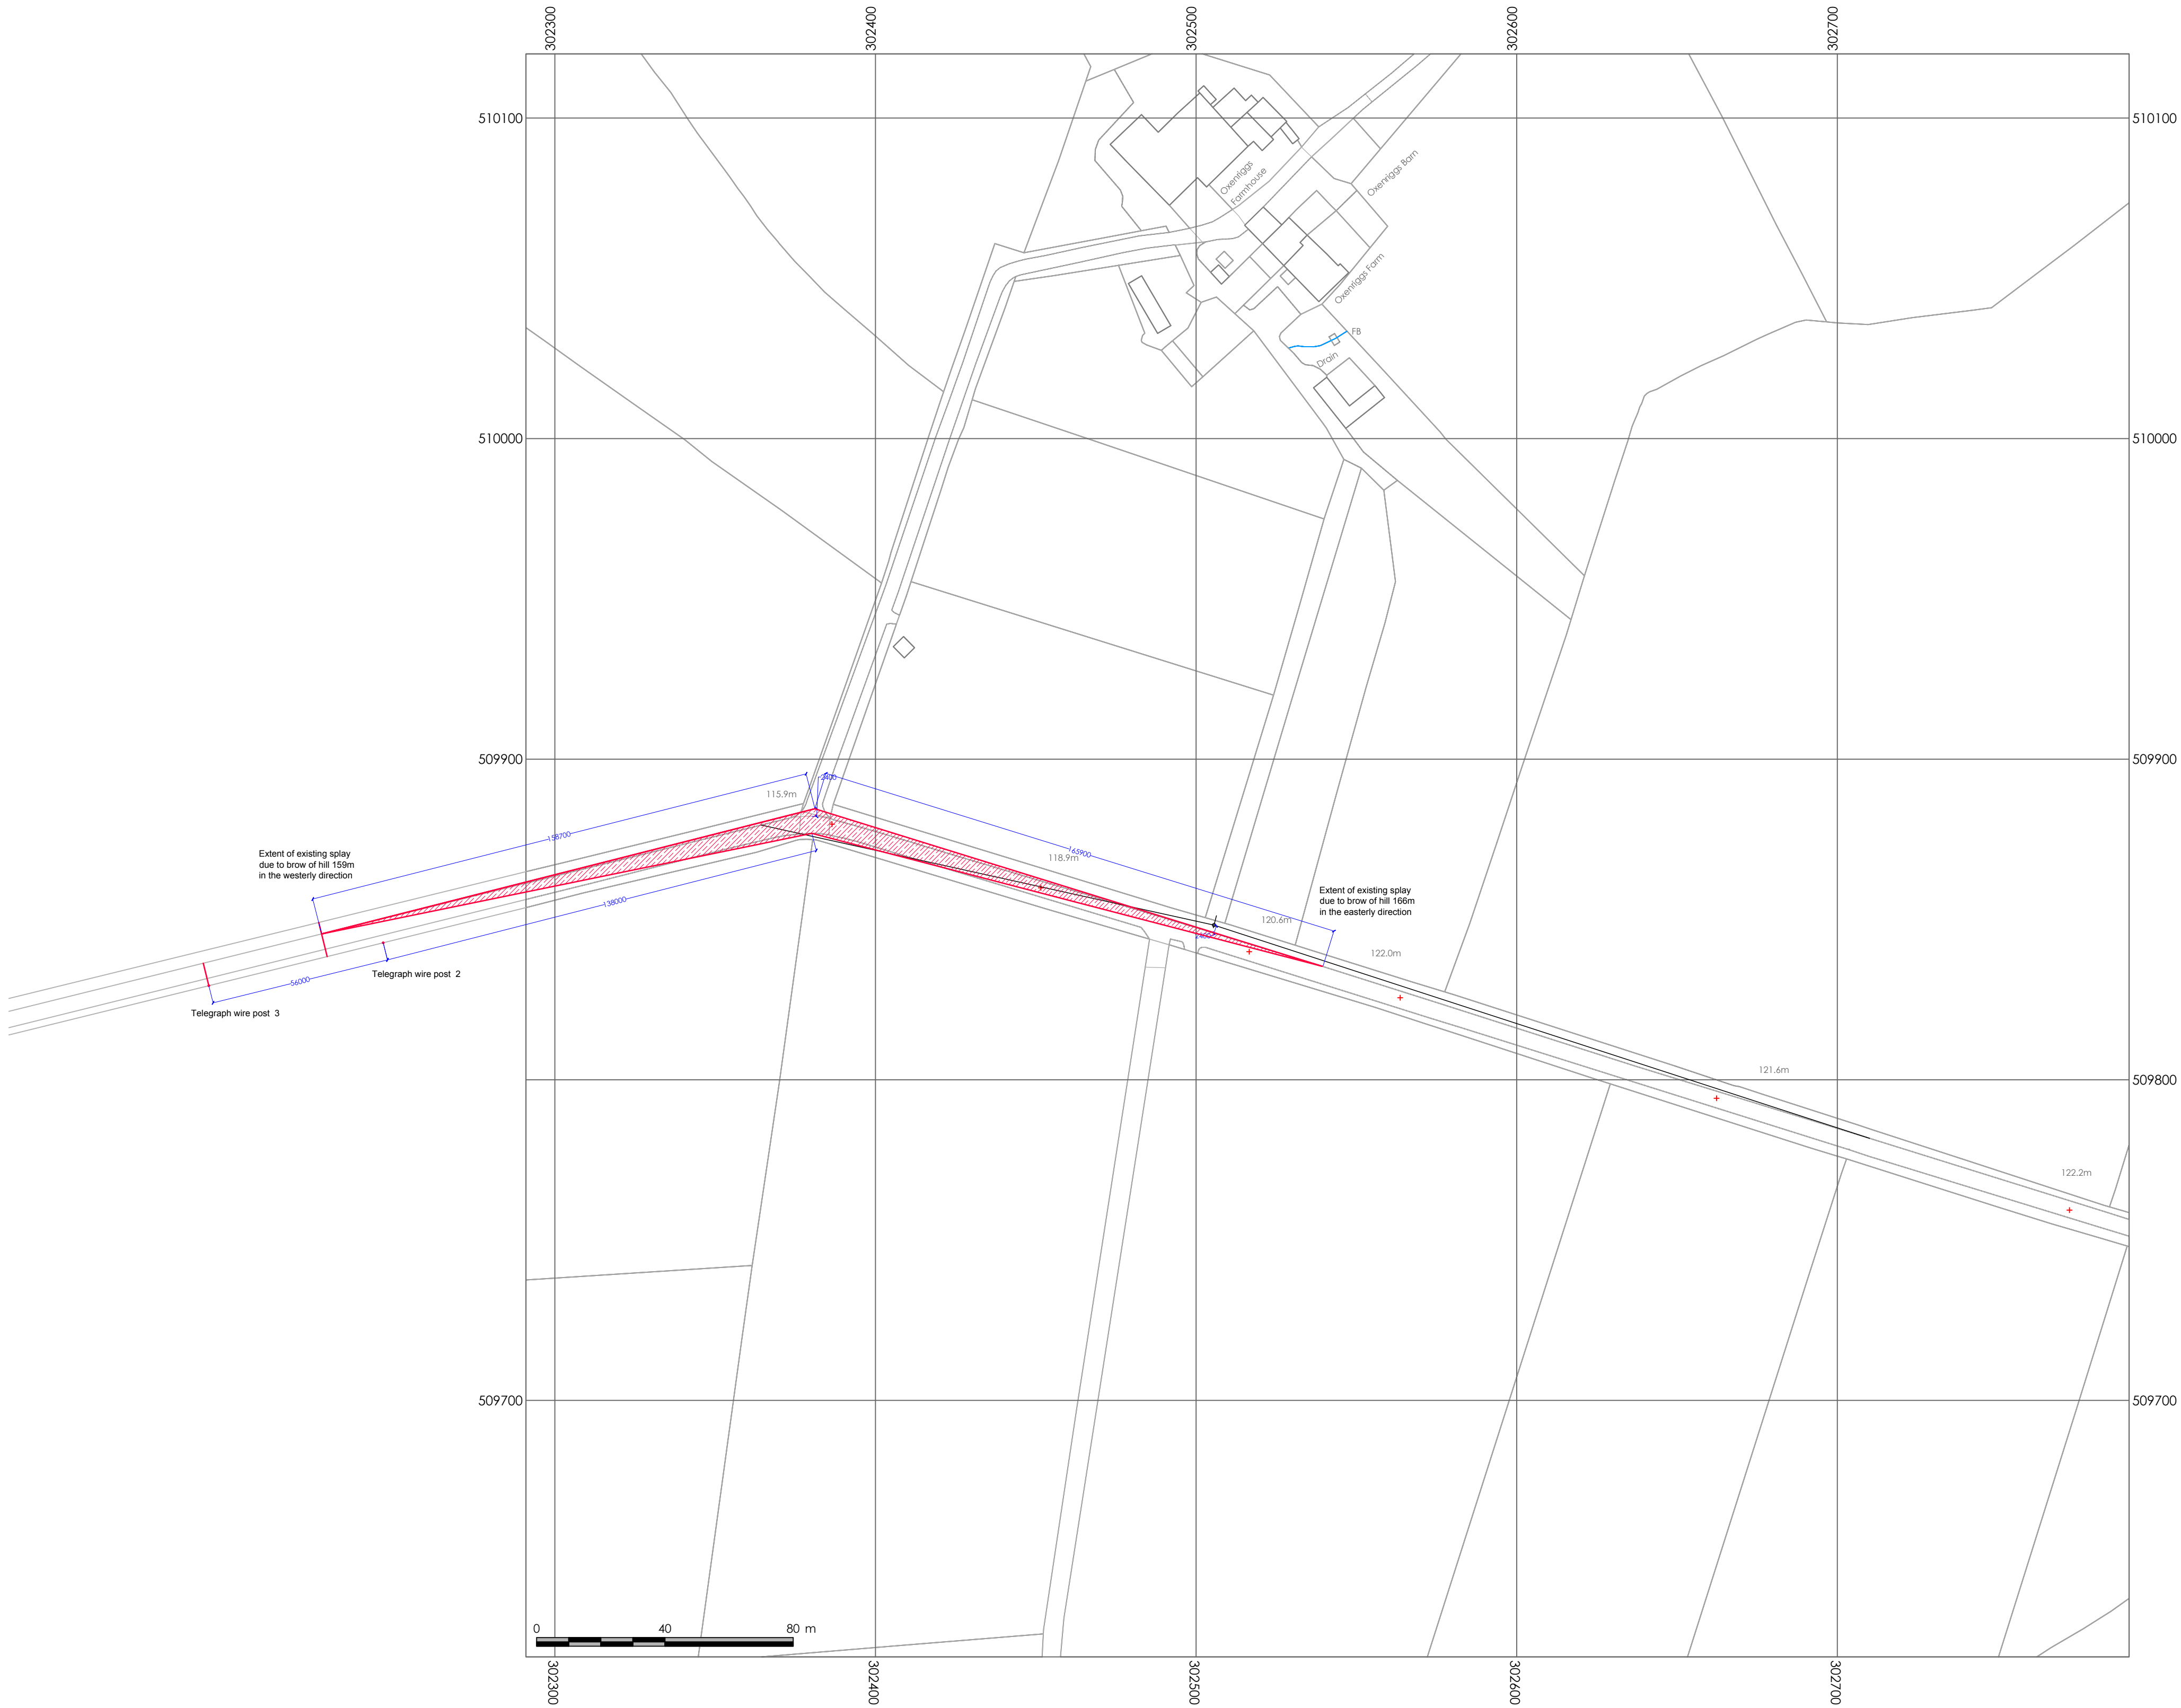 302300
302400
302500
302600
302700
510100
510100
Oxenriggs
Farmhouse
Oxenriggs Barn
Oxenriggs Farm
FB
Drain
510000
510000
509900
509900
2400
115.9m
158700
165900
118.9m
Extent of existing splay
due to brow of hill 159m
in the westerly direction
138000
Extent of existing splay
due to brow of hill 166m
in the easterly direction
120.6m
2400
122.0m
Telegraph wire post 2
56000
Telegraph wire post 3
121.6m
509800
122.2m
509700
509700
0 40 80 m
302300
302400
302500
302600
302700